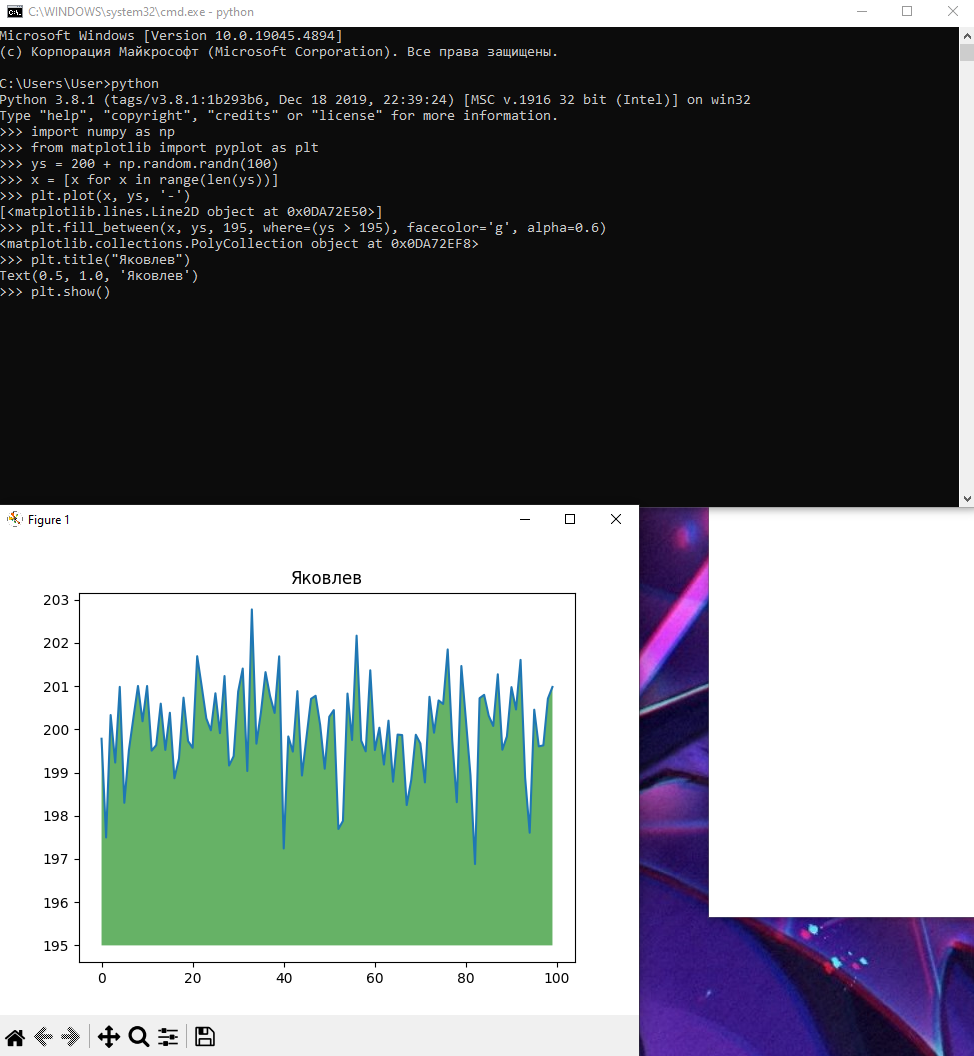 C:\WINDOWS\system32\cmd.exe - python
Microsoft Windows [Version 10.0.19045.4894]
(c) Корпорация Майкрософт (Microsoft Corporation). Все права защищены.
C:\Users\User>python
Python 3.8.1 (tags/v3.8.1:1b293b6, Dec 18 2019, 22:39:24) [MSC v.1916 32 bit (Intel)] on win32
Type "help", "copyright", "credits" or "license" for more information.
>>> import numpy as np
>>> from matplotlib import pyplot as plt
>>> ys = 200 + np.random.randn(100)
>>> x = [x for x in range(len(ys))]
>>> plt.plot(x, ys, '-')
[<matplotlib.lines.Line2D object at 0x0DA72E50>]
>>> plt.fill_between(x, ys, 195, where=(ys > 195), facecolor='g', alpha=0.6)
<matplotlib.collections.PolyCollection object at 0x0DA72EF8>
>>> plt.title("Яковлев")
Text(0.5, 1.0, 'Яковлев')
>>> plt.show()
Figure 1
Яковлев
203
202
201
200
199
198
197
196
195
0 20 40 60 80 100